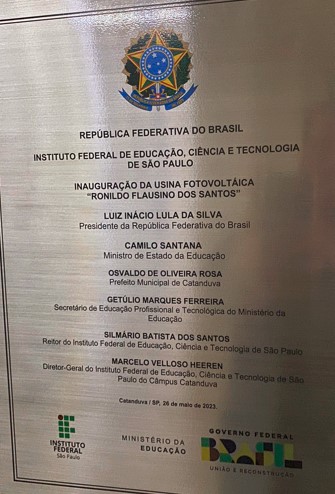 REPÚBLICA FEDERATIVA DO BRASIL
INSTITUTO FEDERAL DE EDUCAÇÃO, CIÊNCIA E TECNOLOGIA
DE SÃO PAULO
INAUGURAÇÃO DA USINA FOTOVOLTÁICA
“RONILDO FLAUSINO DOS SANTOS”
LUIZ INÁCIO LULA DA SILVA
Presidente da República Federativa do Brasil
CAMILO SANTANA
Ministro de Estado da Educação
OSVALDO DE OLIVEIRA ROSA
Prefeito Municipal de Catanduva
GETÚLIO MARQUES FERREIRA
Secretário de Educação Profissional e Tecnológica do Ministério da
Educação
SILMÁRIO BATISTA DOS SANTOS
Reitor do Instituto Federal de Educação, Ciência e Tecnologia de São Paulo
MARCELO VELLOSO HEEREN
Diretor-Geral do Instituto Federal de Educação, Ciência e Tecnologia de São
Paulo do Câmpus Catanduva
Catanduva / SP, 26 de maio de 2023.
INSTITUTO
FEDERAL
São Paulo
MINISTÉRIO DA
EDUCAÇÃO
GOVERNO FEDERAL
BRASIL
UNIÃO E RECONSTRUÇÃO